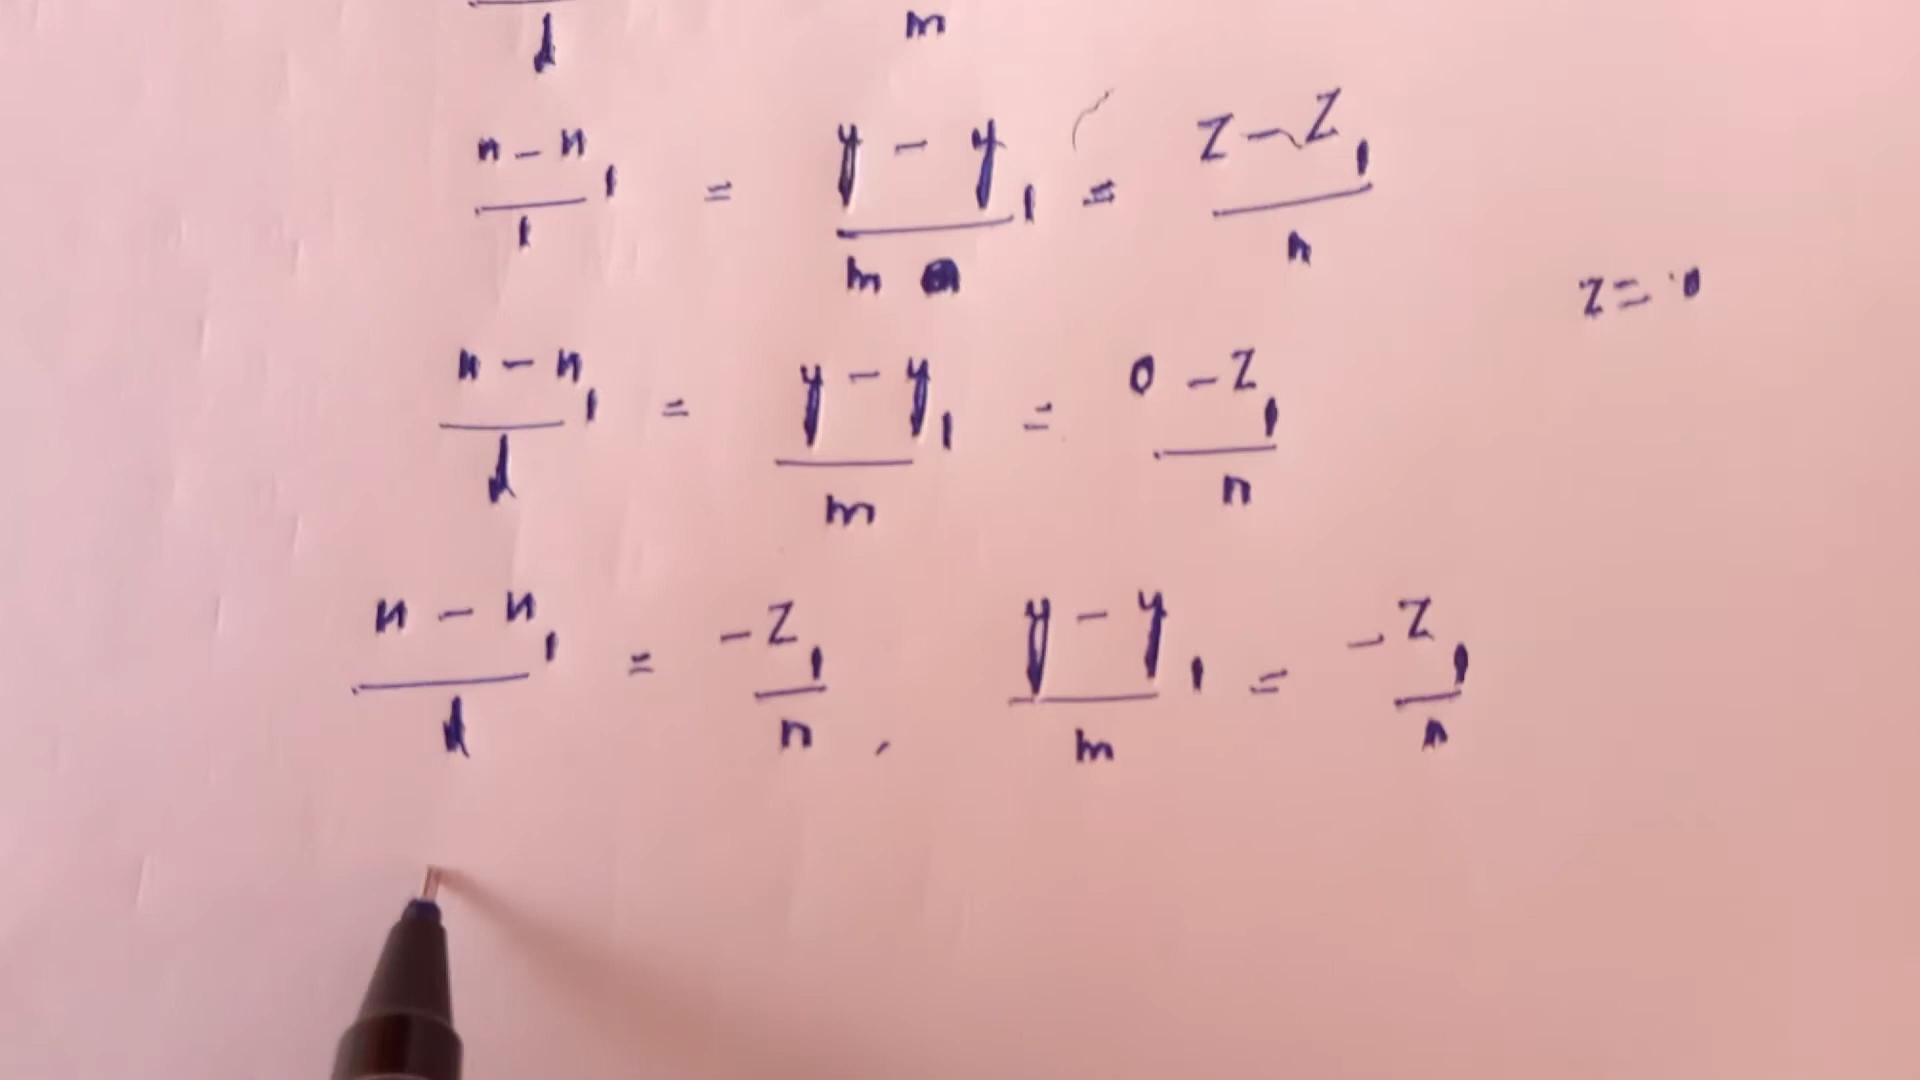 l m
x - x₁ / l = y - y₁ / m = z - z₁ / n
z = 0
x - x₁ / l = y - y₁ / m = 0 - z₁ / n
x - x₁ / l = -z₁ / n , y - y₁ / m = -z₁ / n